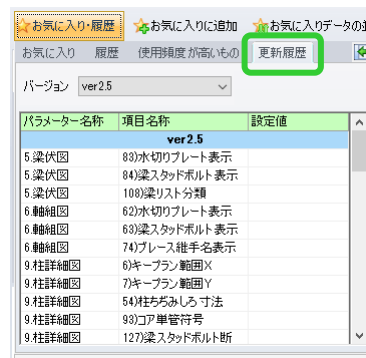 お気に入り・履歴 お気に入りに追加 お気に入りデータの
お気に入り 履歴 使用頻度が高いもの 更新履歴
バージョン ver2.5
パラメーター名称 項目名称 設定値
ver2.5
5.梁伏図 83)水切りプレート表示
5.梁伏図 84)梁スタッドボルト表示
5.梁伏図 108)梁リスト分類
6.軸組図 62)水切りプレート表示
6.軸組図 63)梁スタッドボルト表示
6.軸組図 74)ブレース継手名表示
9.柱詳細図 6)キープラン範囲X
9.柱詳細図 7)キープラン範囲Y
9.柱詳細図 54)柱ちぢみしろ寸法
9.柱詳細図 93)コア単管符号
9.柱詳細図 127)梁スタッドボルト断